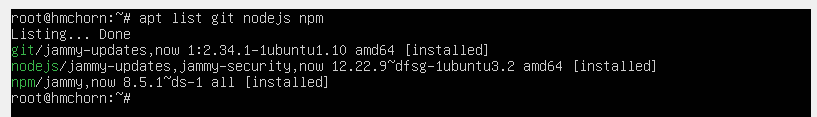 root@hmchorn:~# apt list git nodejs npm
Listing... Done
git/jammy-updates,now 1:2.34.1-1ubuntu1.10 amd64 [installed]
nodejs/jammy-updates,jammy-security,now 12.22.9~dfsg-1ubuntu3.2 amd64 [installed]
npm/jammy,now 8.5.1~ds-1 all [installed]
root@hmchorn:~#